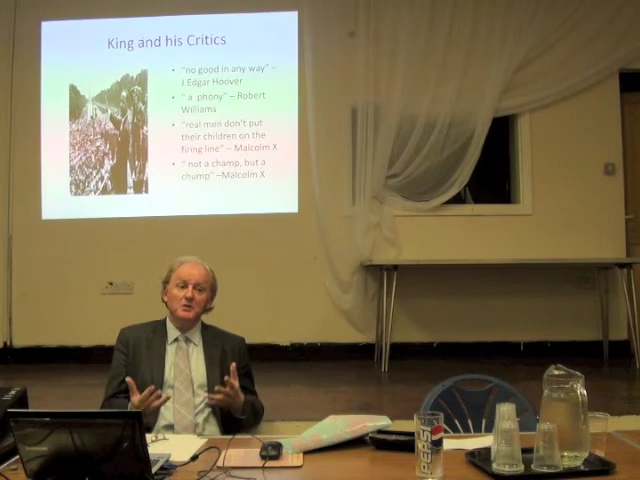 King and his Critics
• "no good in any way" –
J.Edgar Hoover
• " a phony" – Robert
Williams
• "real men don't put
their children on the
firing line" – Malcolm X
• " not a champ, but a
chump" –Malcolm X
SAMSUNG
PEPSI